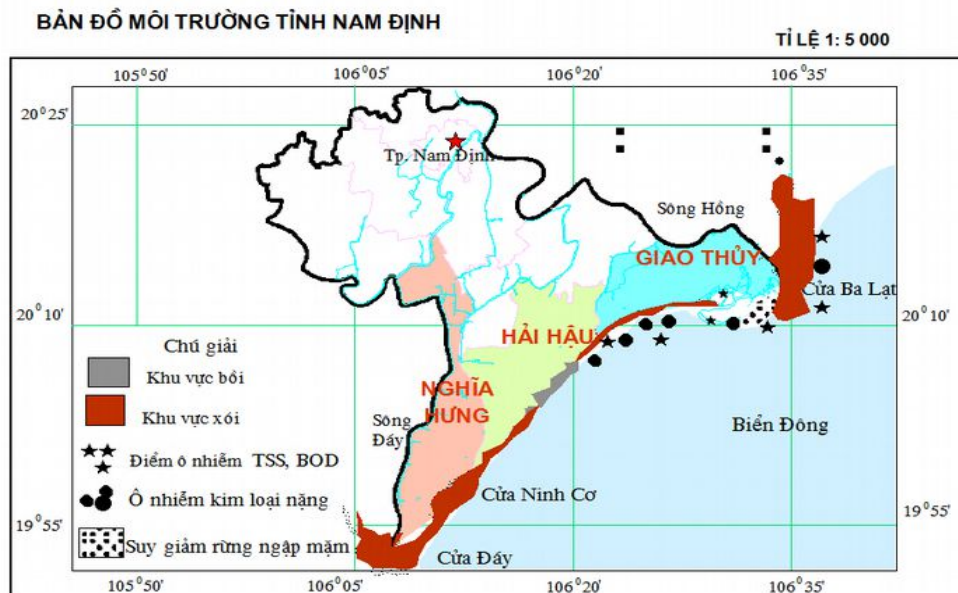 BẢN ĐỒ MÔI TRƯỜNG TỈNH NAM ĐỊNH
TỈ LỆ 1: 5 000
105°50' 106°05' 106°20' 106°35'
20°25'
Tp. Nam Định
Sông Hồng
GIAO THỦY
Cửa Ba Lạt
20°10' 20°10'
HẢI HẬU
Chú giải
Khu vực bồi
NGHĨA
HƯNG
Khu vực xói
Sông
Đáy
Biển Đông
Điểm ô nhiễm TSS, BOD
Cửa Ninh Cơ
Ô nhiễm kim loại nặng
19°55' 19°55'
Suy giảm rừng ngập mặm
Cửa Đáy
105°50' 106°05' 106°20' 106°35'